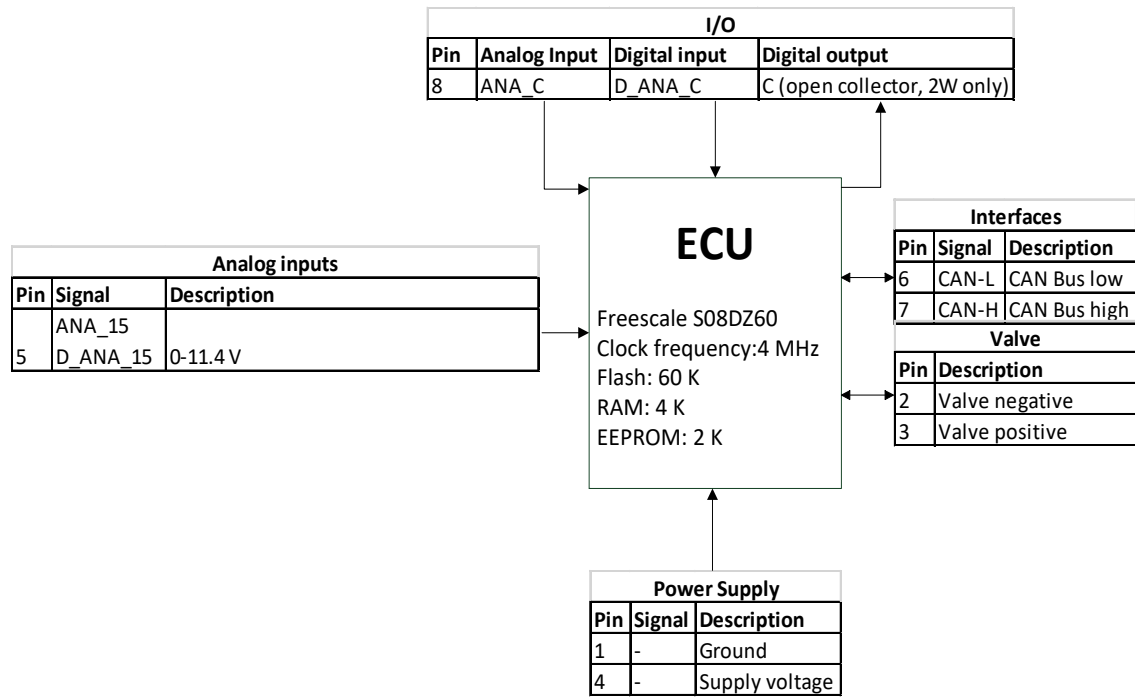 I/O
Pin Analog Input Digital input Digital output
8 ANA_C D_ANA_C C (open collector, 2W only)
ECU
Freescale S08DZ60
Clock frequency:4 MHz
Flash: 60 K
RAM: 4 K
EEPROM: 2 K
Analog inputs
Pin Signal Description
ANA_15
5 D_ANA_15 0-11.4 V
Interfaces
Pin Signal Description
6 CAN-L CAN Bus low
7 CAN-H CAN Bus high
Valve
Pin Description
2 Valve negative
3 Valve positive
Power Supply
Pin Signal Description
1 - Ground
4 - Supply voltage